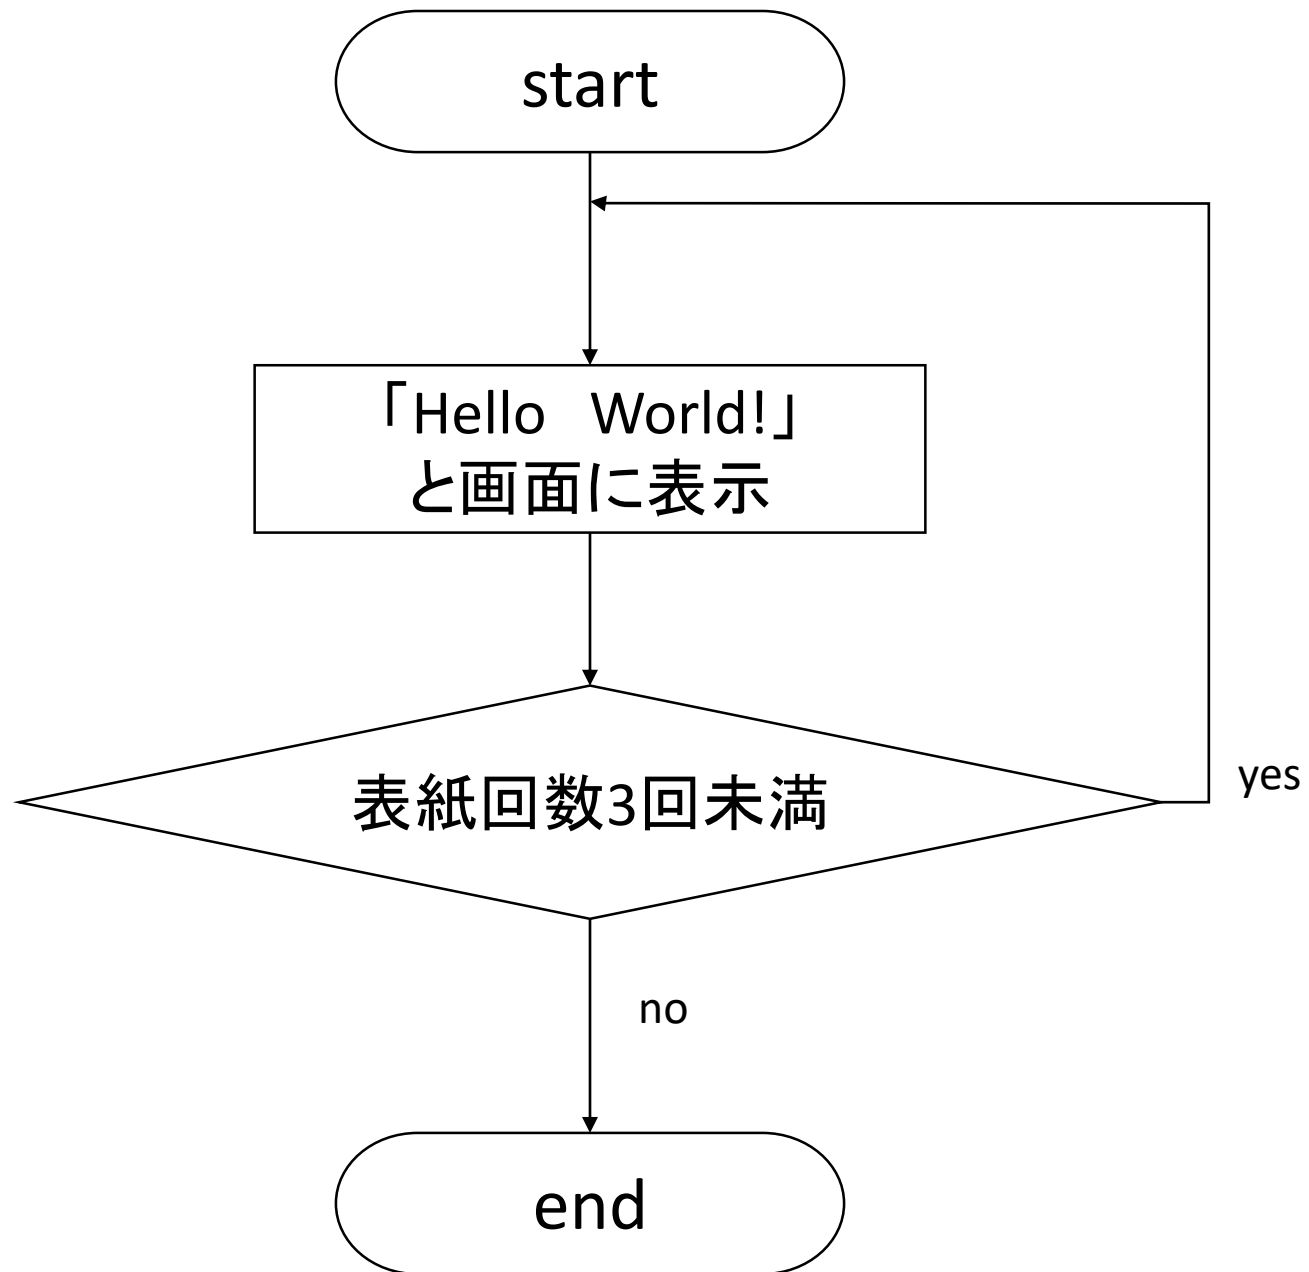 start
「Hello　World!」
と画面に表示
表紙回数3回未満
yes
no
end